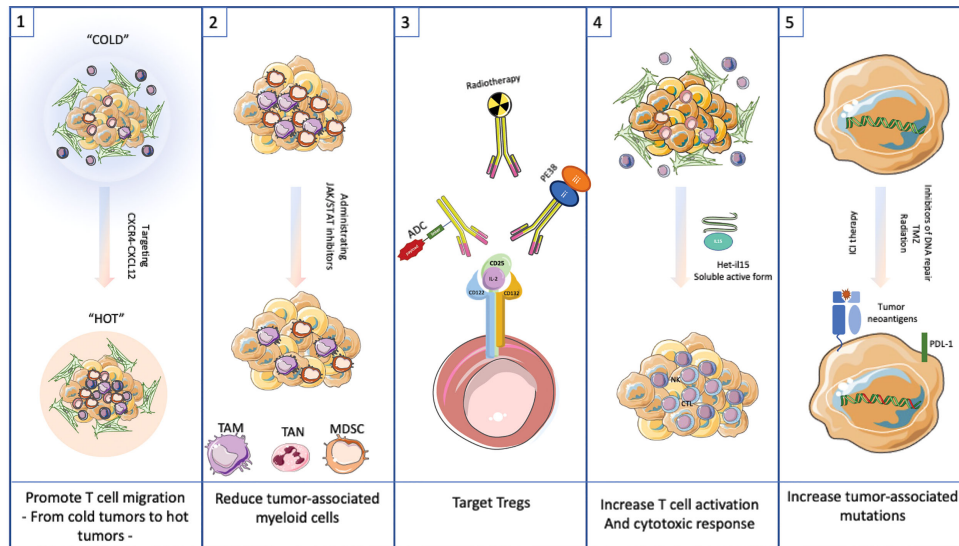 1
"COLD"
Targeting
CXCR4-CXCL12
"HOT"
Promote T cell migration
- From cold tumors to hot
tumors -
2
Administrating
JAK/STAT inhibitors
TAM
TAN
MDSC
Reduce tumor-associated
myeloid cells
3
Radiotherapy
ADC
PE38
CD25
IL-2
CD122
CD132
Target Tregs
4
IL15
Het-il15
Soluble active form
NK
CTL
Increase T cell activation
And cytotoxic response
5
Inhibitors of DNA repair
TMZ
Radiation
ICI therapy
Tumor
neoantigens
PDL-1
Increase tumor-associated
mutations